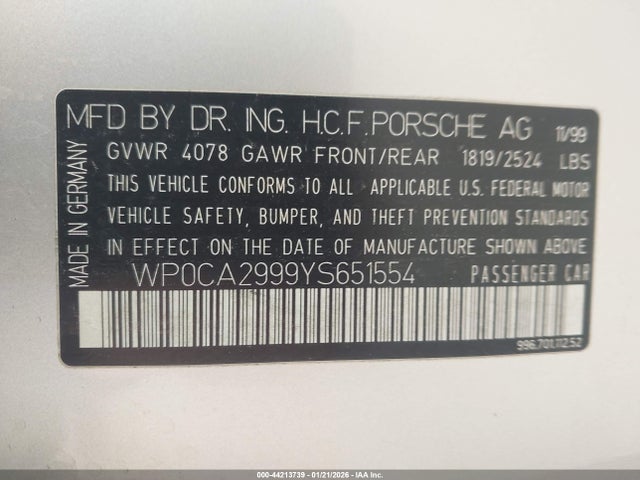 MFD BY DR. ING. H.C.F. PORSCHE AG 11/99
GVWR 4078 GAWR FRONT/REAR 1819/2524 LBS
THIS VEHICLE CONFORMS TO ALL APPLICABLE U.S. FEDERAL MOTOR
VEHICLE SAFETY, BUMPER, AND THEFT PREVENTION STANDARDS
IN EFFECT ON THE DATE OF MANUFACTURE SHOWN ABOVE
WP0CA2999YS651554 PASSENGER CAR
996.701.112.52
MADE IN GERMANY
000-44213739 - 01/21/2026 - IAA Inc.